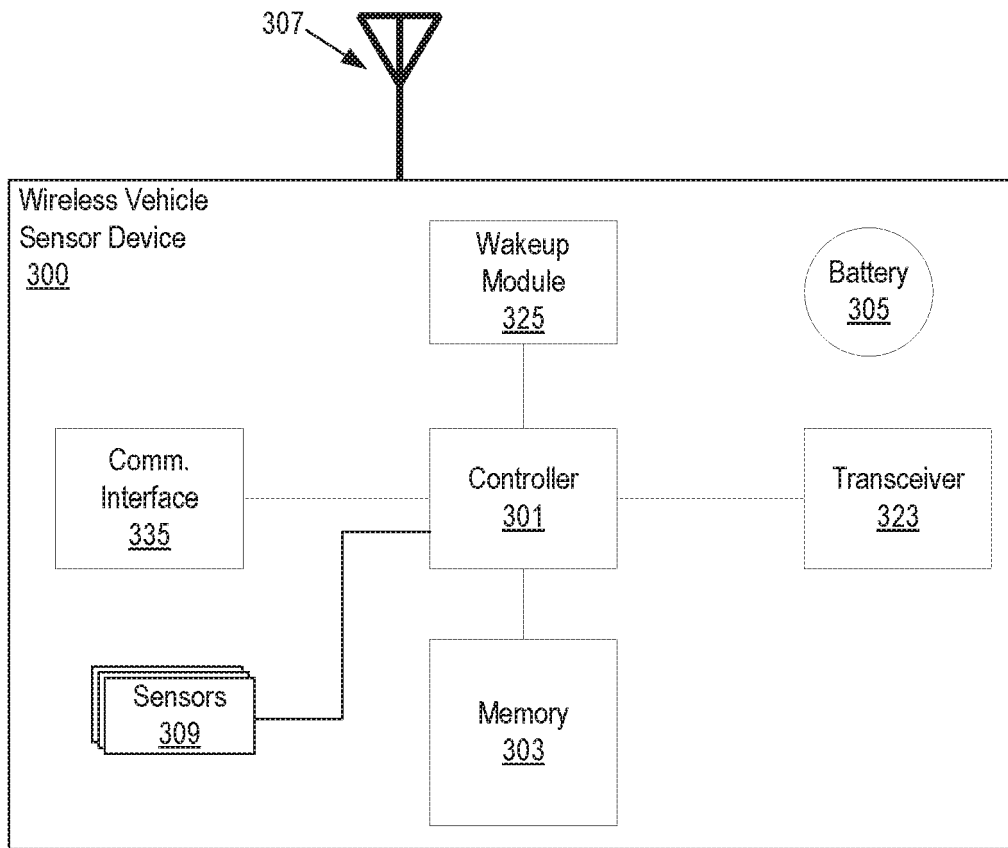 307
Wireless Vehicle
Sensor Device
300
Wakeup
Module
325
Battery
305
Comm.
Interface
335
Controller
301
Transceiver
323
Sensors
309
Memory
303